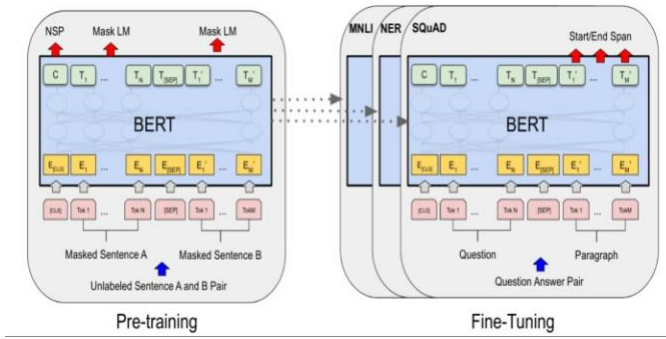 NSP Mask LM Mask LM
C T1 ... TN T[SEP] T1' ... TM'
BERT
E[CLS] E1 ... EN E[SEP] E1' ... EM'
[CLS] Tok 1 ... Tok N [SEP] Tok 1 ... TokM
Masked Sentence A Masked Sentence B
Unlabeled Sentence A and B Pair
Pre-training
MNLI NER SQuAD
Start/End Span
C T1 ... TN T[SEP] T1' ... TM'
BERT
E[CLS] E1 ... EN E[SEP] E1' ... EM'
[CLS] Tok 1 ... Tok N [SEP] Tok 1 ... TokM
Question Paragraph
Question Answer Pair
Fine-Tuning